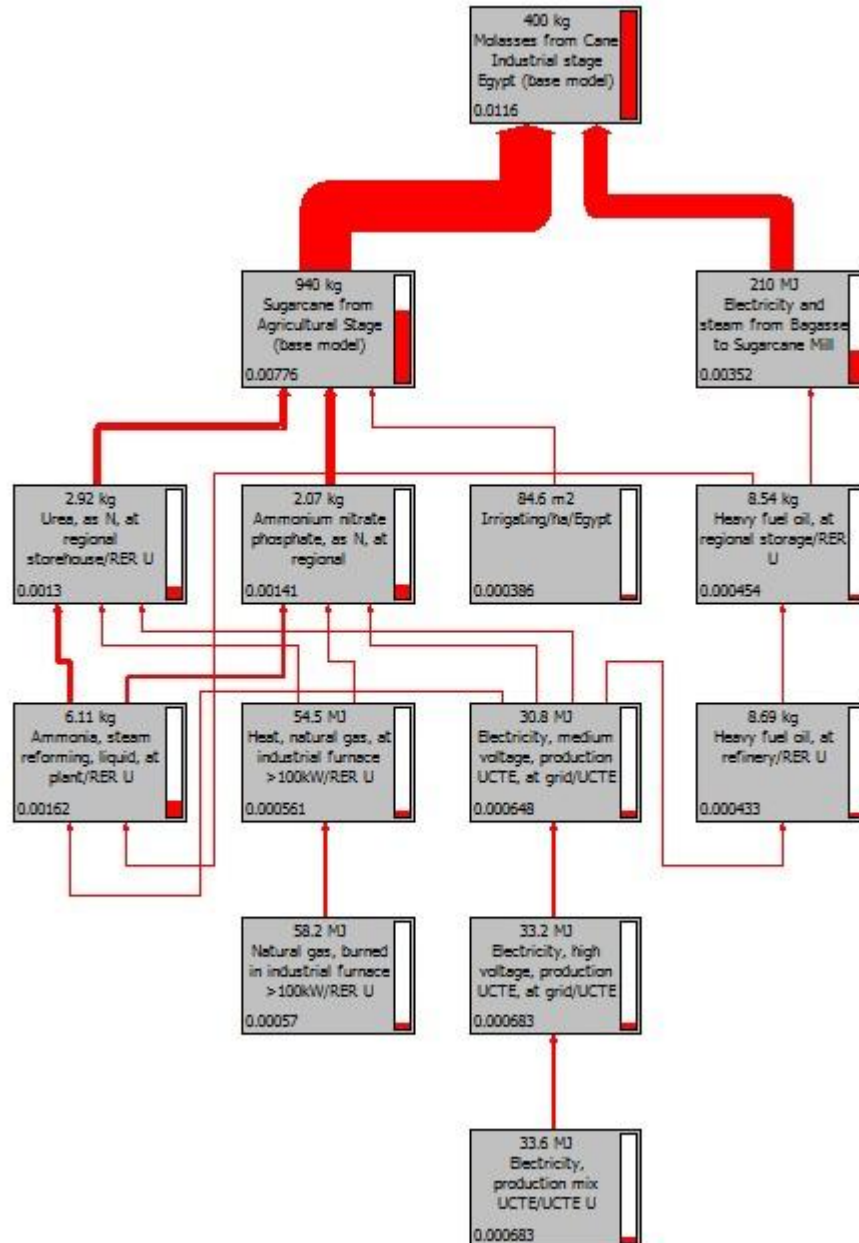 400 kg
Molasses from Cane
Industrial stage
Egypt (base model)
0.0116
940 kg
Sugarcane from
Agricultural Stage
(base model)
0.00776
210 MJ
Electricity and
steam from Bagasse
to Sugarcane Mill
0.00352
2.92 kg
Urea, as N, at
regional
storehouse/RER U
0.0013
2.07 kg
Ammonium nitrate
phosphate, as N, at
regional
0.00141
84.6 m2
Irrigating/ha/Egypt
0.000386
8.54 kg
Heavy fuel oil, at
regional storage/RER
U
0.000454
6.11 kg
Ammonia, steam
reforming, liquid, at
plant/RER U
0.00162
54.5 MJ
Heat, natural gas, at
industrial furnace
>100kW/RER U
0.000561
30.8 MJ
Electricity, medium
voltage, production
UCTE, at grid/UCTE
0.000648
8.69 kg
Heavy fuel oil, at
refinery/RER U
0.000433
58.2 MJ
Natural gas, burned
in industrial furnace
>100kW/RER U
0.00057
33.2 MJ
Electricity, high
voltage, production
UCTE, at grid/UCTE
0.000683
33.6 MJ
Electricity,
production mix
UCTE/UCTE U
0.000683